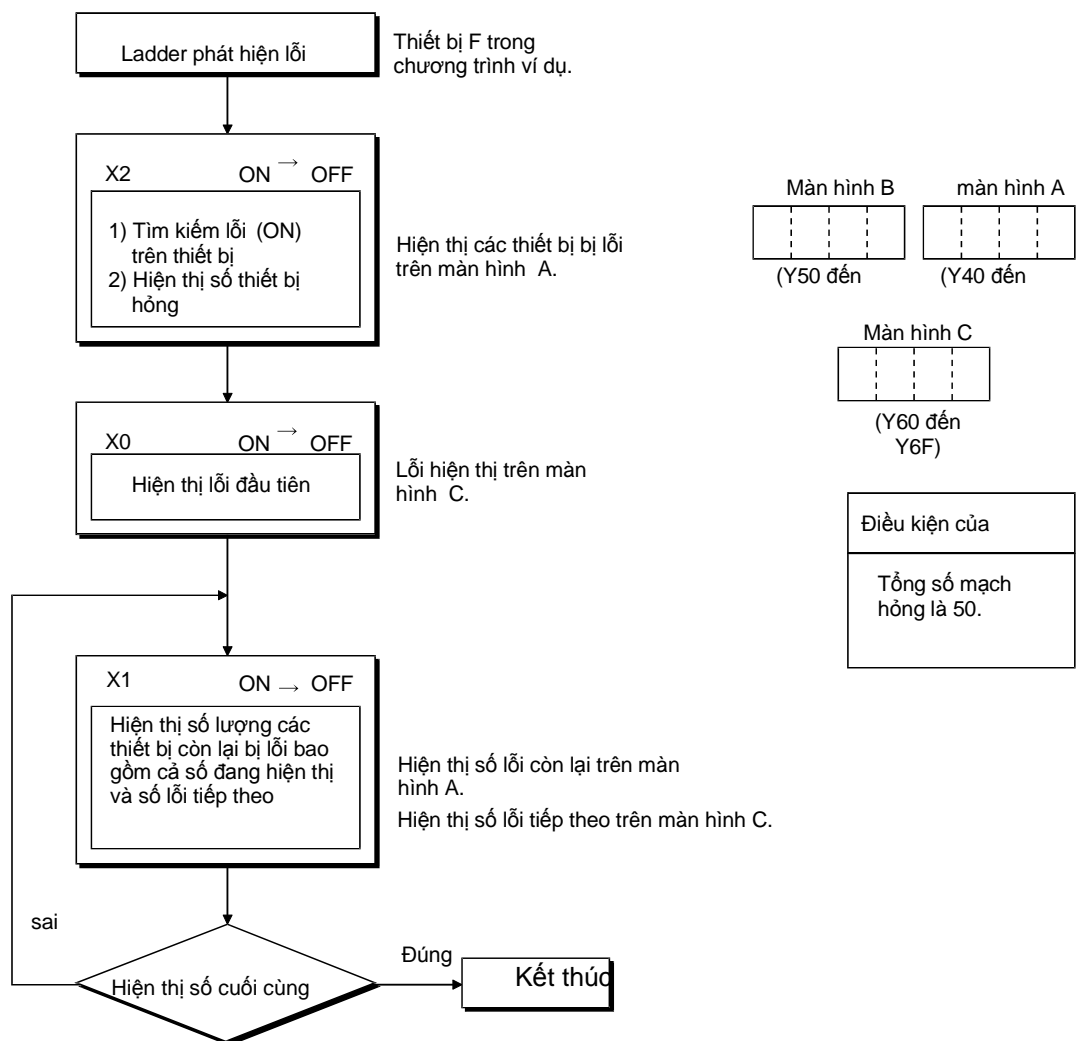 Ladder phát hiện lỗi
Thiết bị F trong
chương trình ví dụ.
X2 ON → OFF
1) Tìm kiếm lỗi (ON)
trên thiết bị
2) Hiện thị số thiết bị
hỏng
Hiện thị các thiết bị bị lỗi
trên màn hình A.
Màn hình B
màn hình A
(Y50 đến
(Y40 đến
Màn hình C
(Y60 đến
Y6F)
X0 ON → OFF
Hiện thị lỗi đầu tiên
Lỗi hiện thị trên màn
hình C.
Điều kiện của
Tổng số mạch
hỏng là 50.
X1 ON → OFF
Hiện thị số lượng các
thiết bị còn lại bị lỗi bao
gồm cả số đang hiện thị
và số lỗi tiếp theo
Hiện thị số lỗi còn lại trên màn
hình A.
Hiện thị số lỗi tiếp theo trên màn hình C.
sai
Hiện thị số cuối cùng
Đúng
Kết thúc